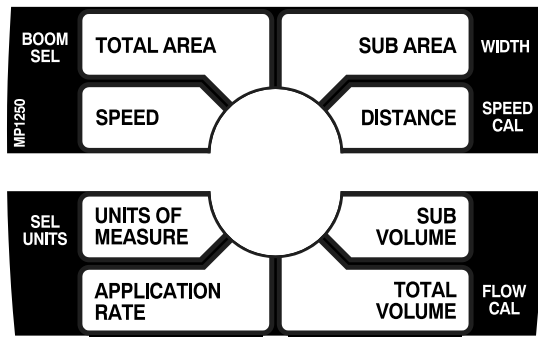 BOOM
SEL
TOTAL AREA
SUB AREA
WIDTH
MP1250
SPEED
DISTANCE
SPEED
CAL
SEL
UNITS
UNITS OF
MEASURE
SUB
VOLUME
APPLICATION
RATE
TOTAL
VOLUME
FLOW
CAL